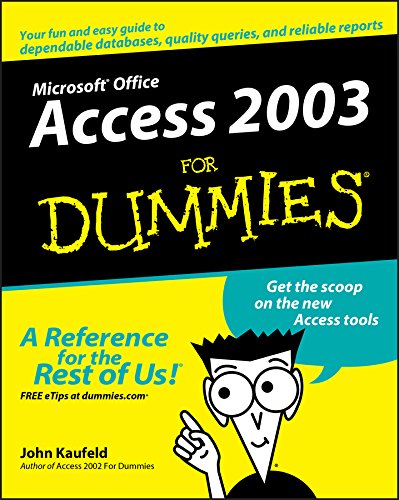 Your fun and easy guide to
dependable databases, quality queries, and reliable reports
Microsoft® Office
Access 2003
FOR
DUMMIES®
Get the scoop
on the new
Access tools
A Reference
for the
Rest of Us!®
FREE eTips at dummies.com®
John Kaufeld
Author of Access 2002 For Dummies